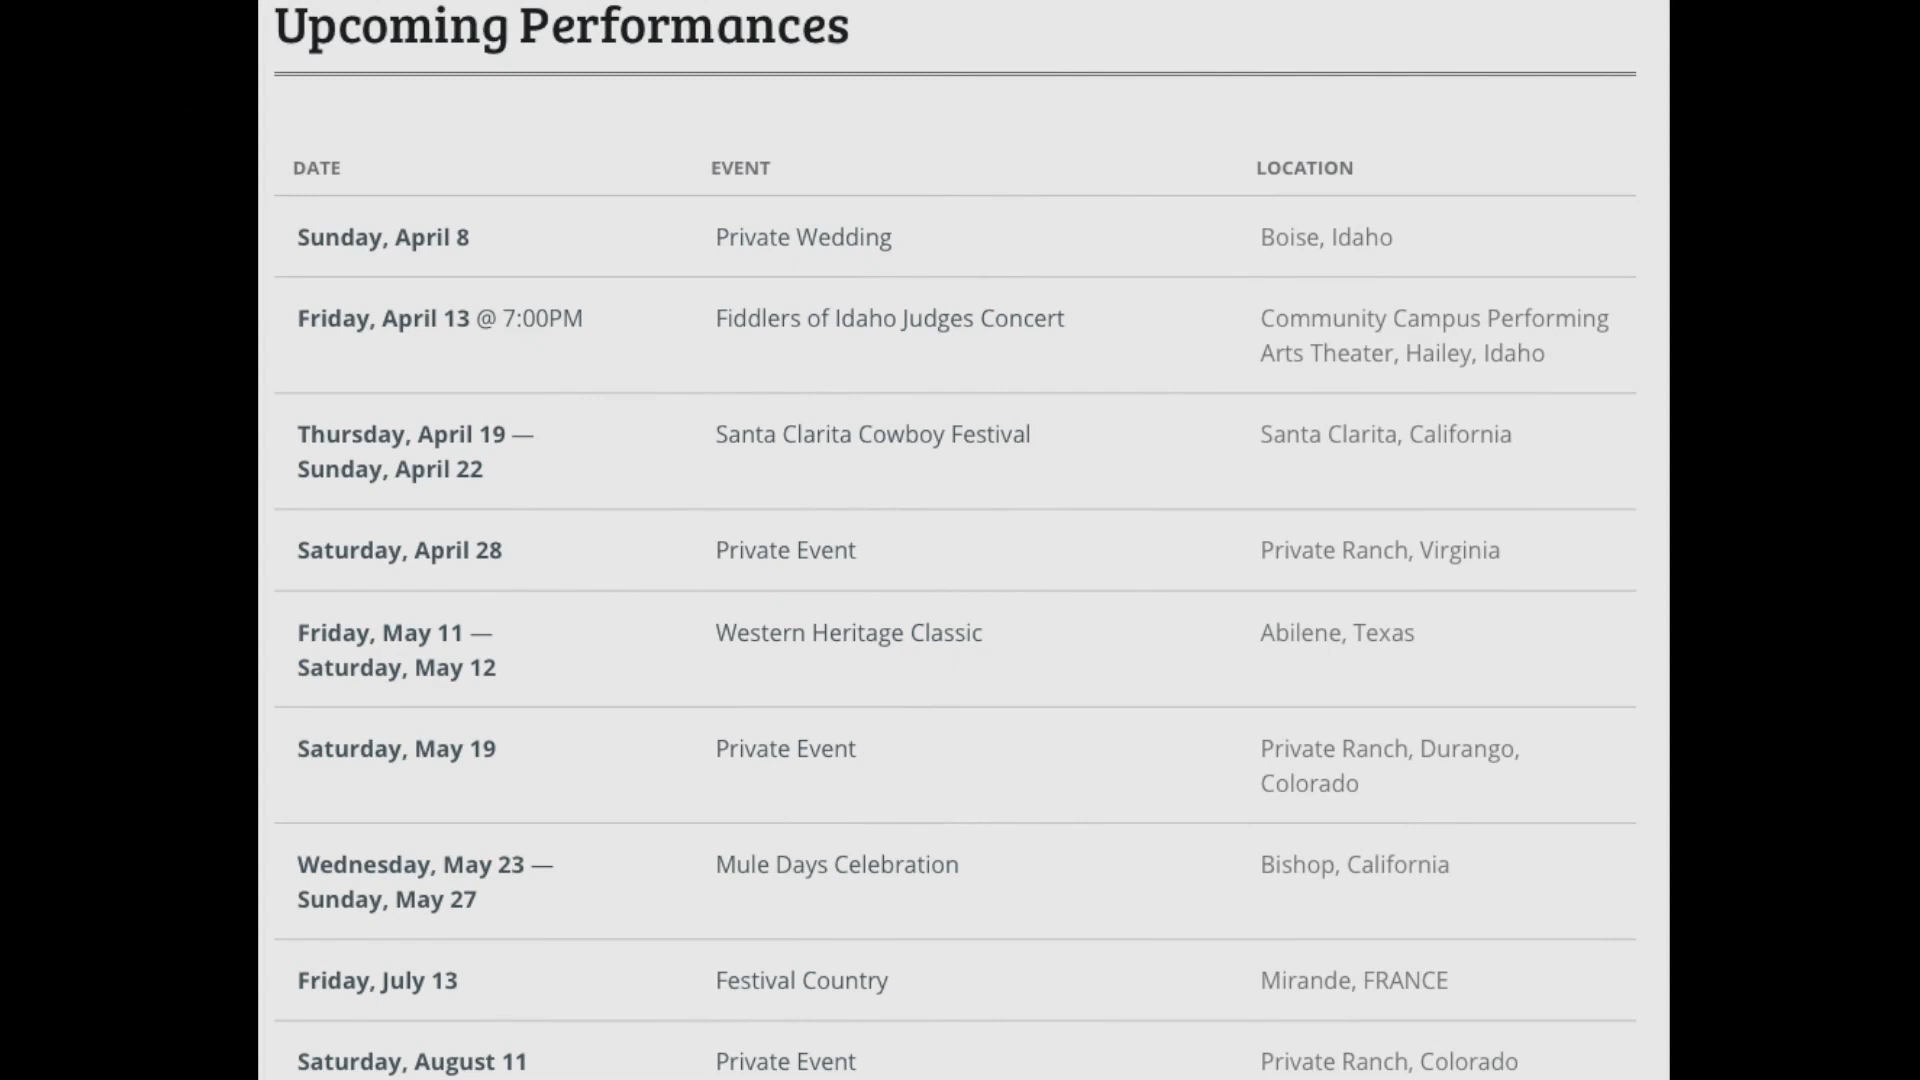 Upcoming Performances
DATE EVENT LOCATION
Sunday, April 8 Private Wedding Boise, Idaho
Friday, April 13 @ 7:00PM Fiddlers of Idaho Judges Concert Community Campus Performing
Arts Theater, Hailey, Idaho
Thursday, April 19 — Santa Clarita Cowboy Festival Santa Clarita, California
Sunday, April 22
Saturday, April 28 Private Event Private Ranch, Virginia
Friday, May 11 — Western Heritage Classic Abilene, Texas
Saturday, May 12
Saturday, May 19 Private Event Private Ranch, Durango,
Colorado
Wednesday, May 23 — Mule Days Celebration Bishop, California
Sunday, May 27
Friday, July 13 Festival Country Mirande, FRANCE
Saturday, August 11 Private Event Private Ranch, Colorado